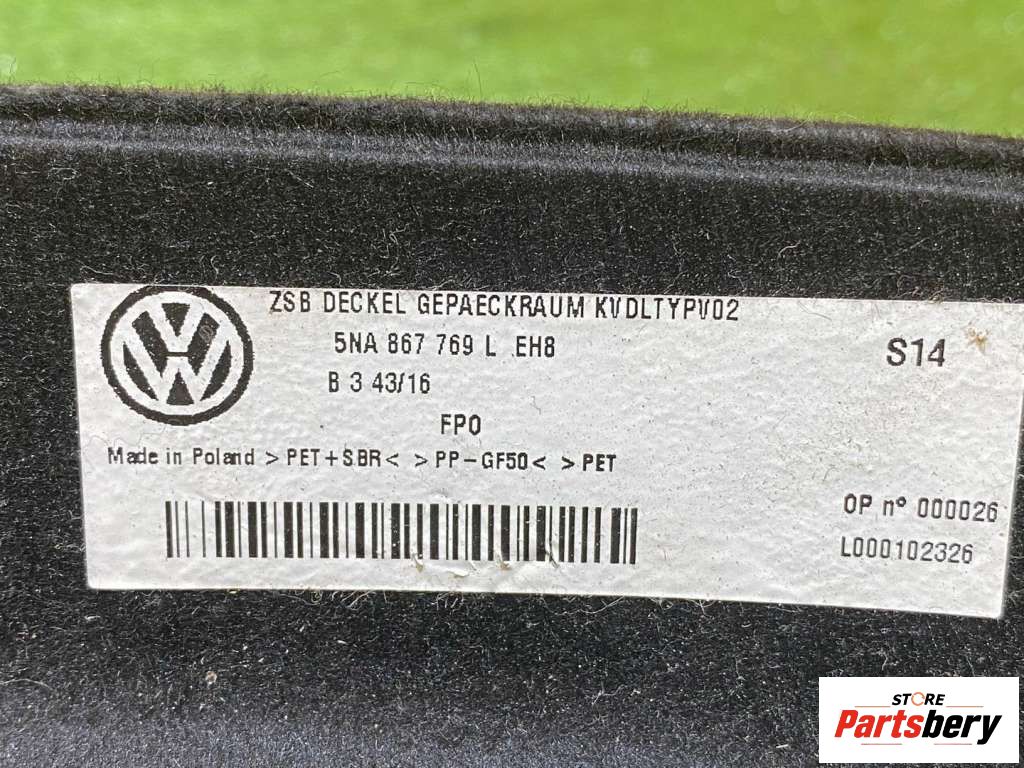 ZSB DECKEL GEPAECKRAUM KVDLTYPV02
5NA 867 769 L EH8
S14
B 3 43/16
FPO
Made in Poland >PET+SBR< >PP-GF50< >PET
OP n° 000026
L000102326
STORE
Partsbery